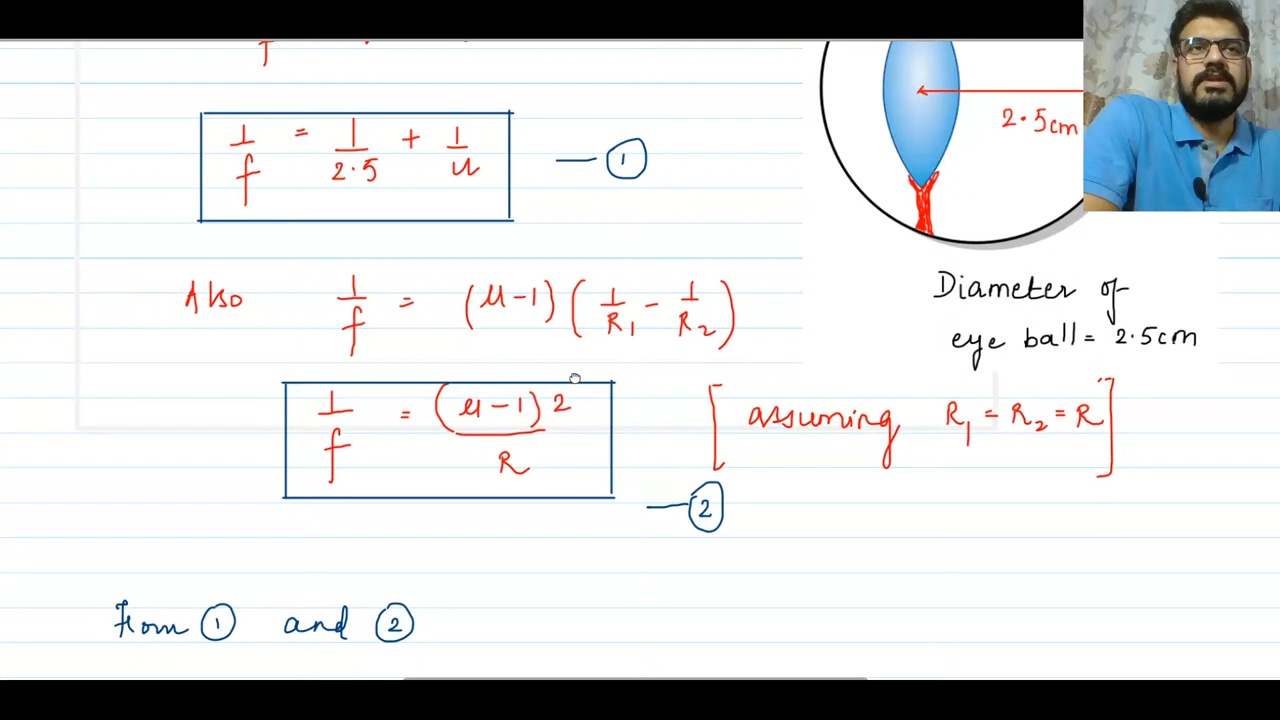 1/f = 1/2.5 + 1/u — ①
2.5cm
Diameter of
eye ball = 2.5cm
Also 1/f = (μ-1) (1/R₁ - 1/R₂)
1/f = (μ-1)2/R [assuming R₁ = R₂ = R]
— ②
From ① and ②